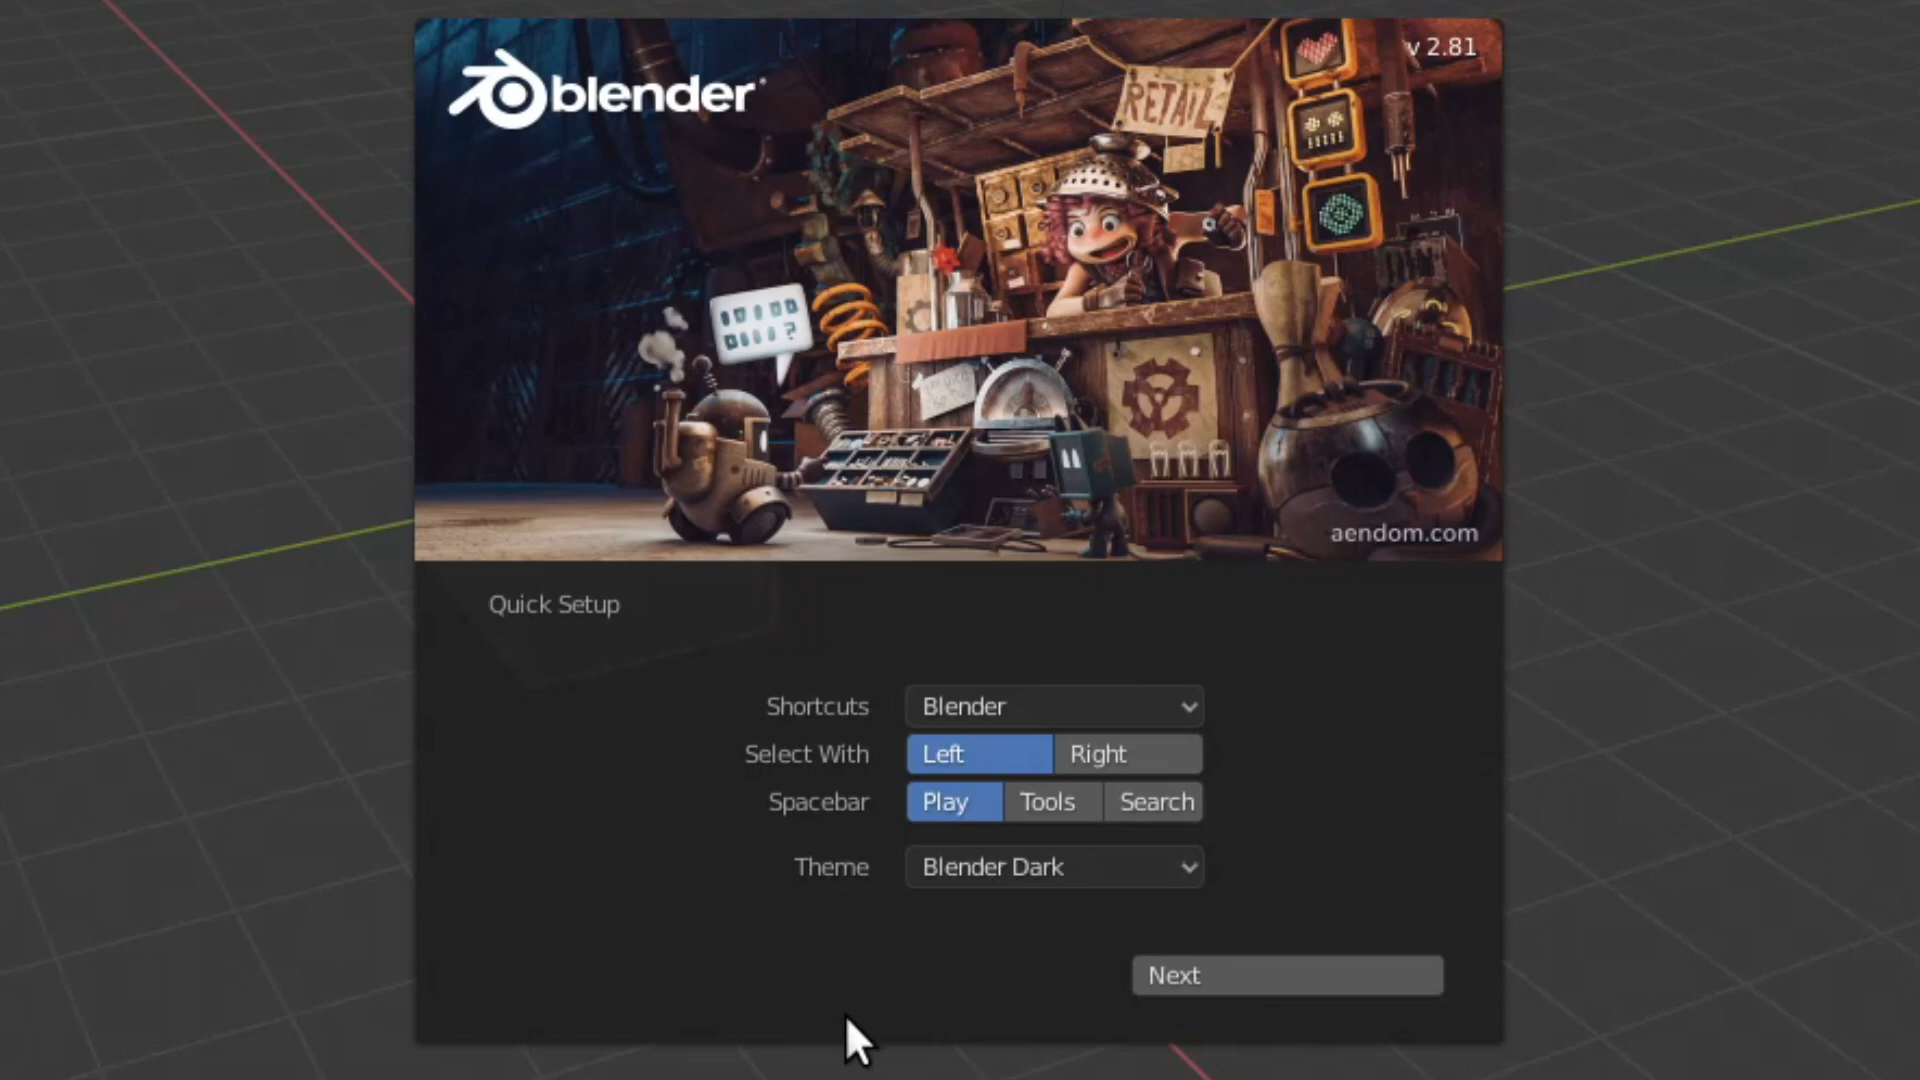 blender
v 2.81
RETAIL
aendom.com
Quick Setup
Shortcuts Blender
Select With Left Right
Spacebar Play Tools Search
Theme Blender Dark
Next